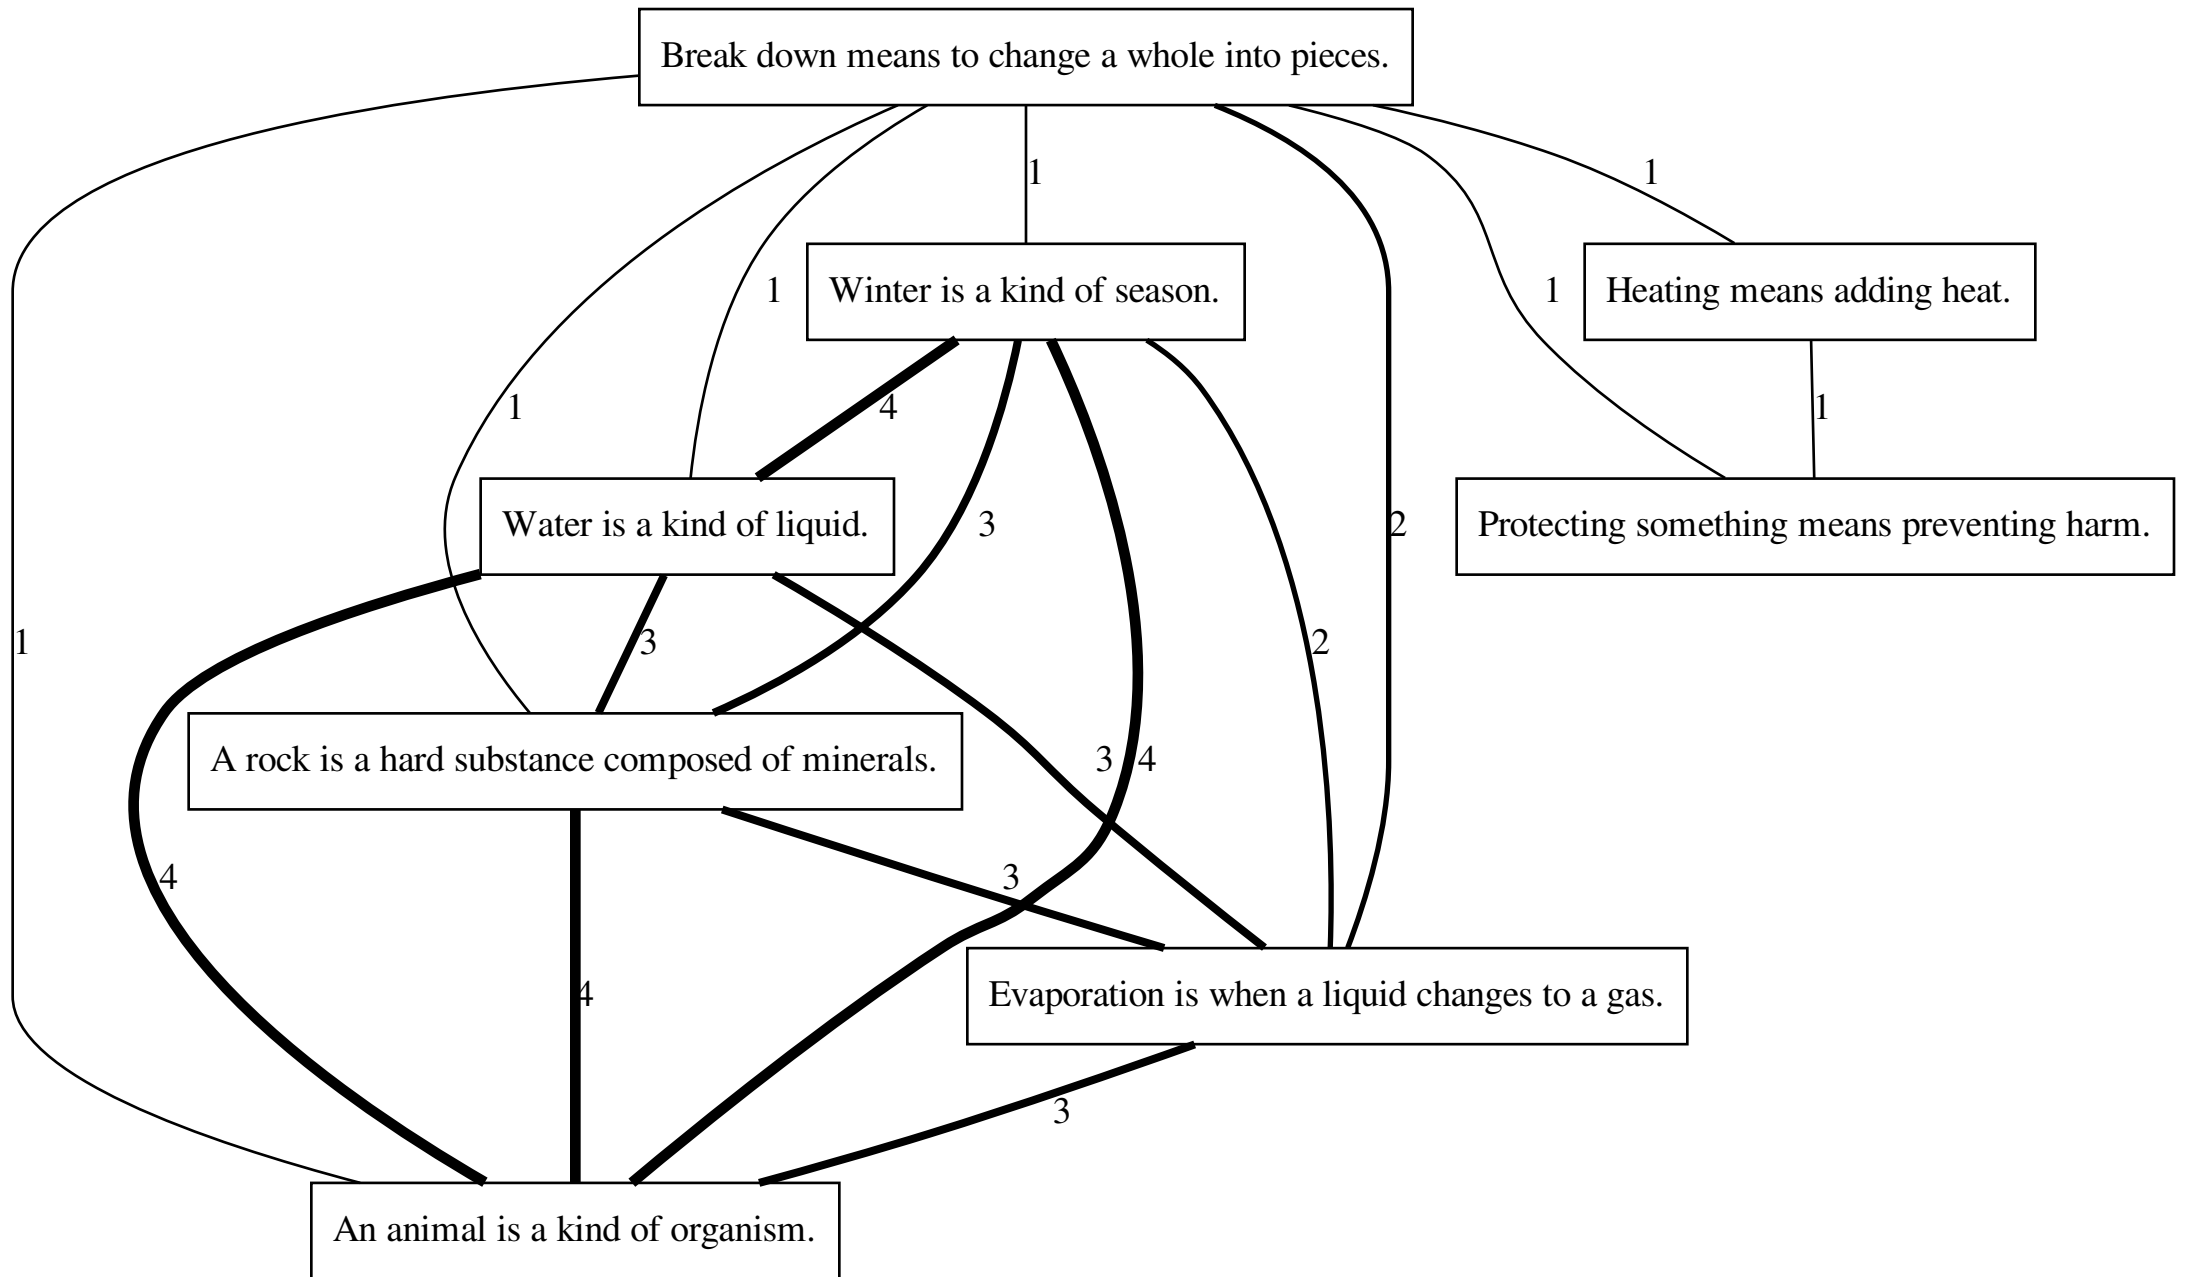 Break down means to change a whole into pieces.
1
1
Winter is a kind of season.
1
1
Heating means adding heat.
1
4
1
Water is a kind of liquid.
3
2
Protecting something means preventing harm.
1
3
2
A rock is a hard substance composed of minerals.
3
4
4
3
4
Evaporation is when a liquid changes to a gas.
3
An animal is a kind of organism.